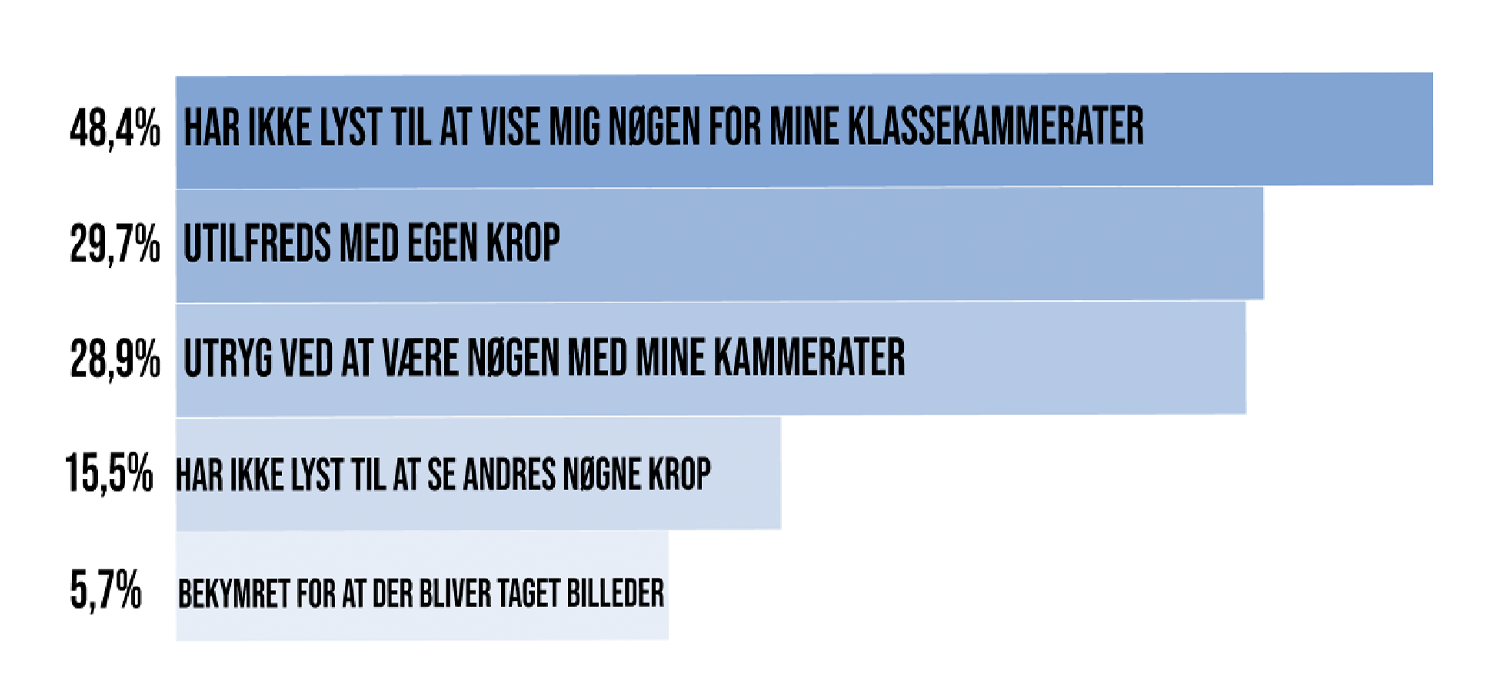 48,4% HAR IKKE LYST TIL AT VISE MIG NØGEN FOR MINE KLASSEKAMMERATER
29,7% UTILFREDS MED EGEN KROP
28,9% UTRYG VED AT VÆRE NØGEN MED MINE KAMMERATER
15,5% HAR IKKE LYST TIL AT SE ANDRES NØGNE KROP
5,7% BEKYMRET FOR AT DER BLIVER TAGET BILLEDER